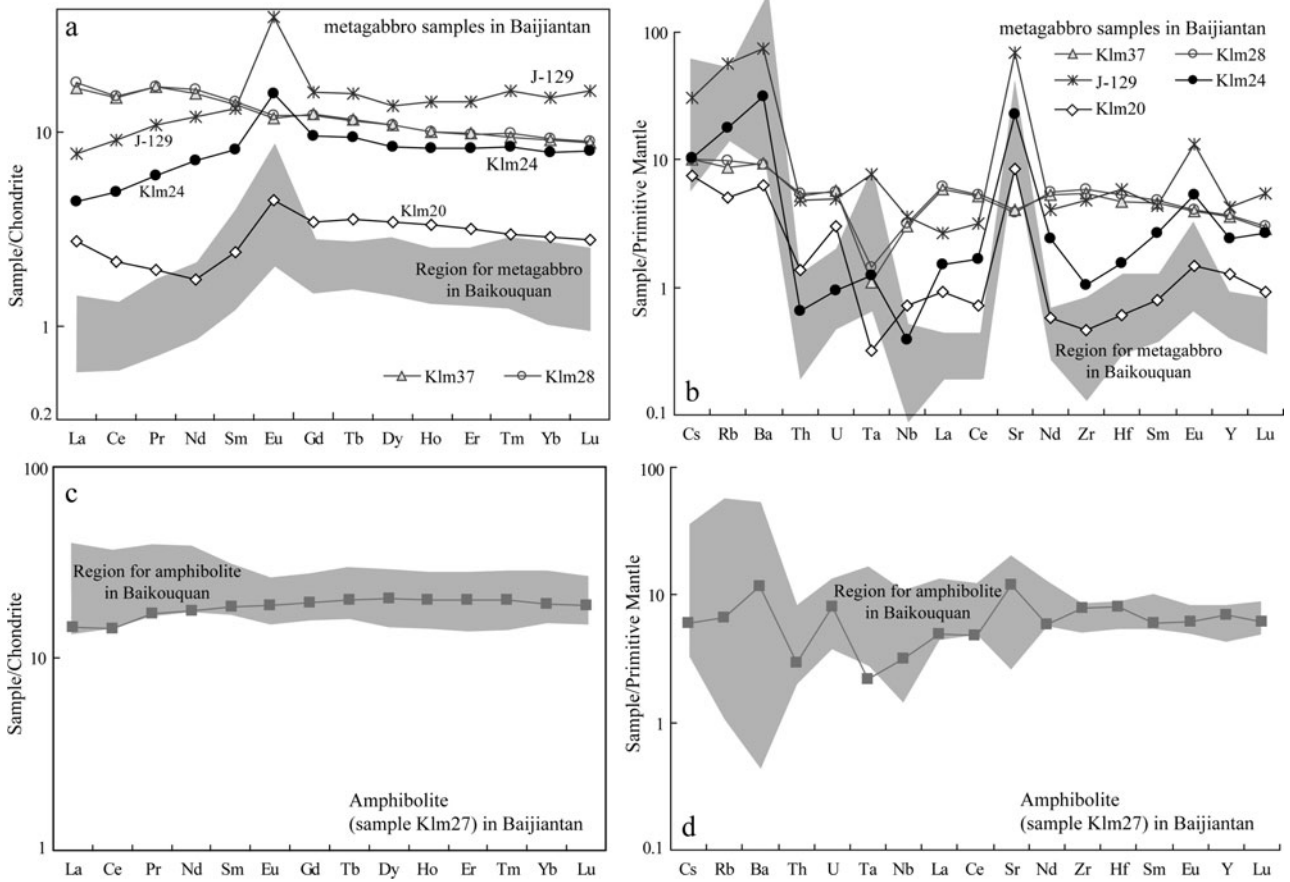 a
metagabbro samples in Baijiantan
Sample/Chondrite
10
1
0.2
J-129
J-129
Klm24
Klm24
Klm20
Region for metagabbro
in Baikouquan
Klm37
Klm28
La Ce Pr Nd Sm Eu Gd Tb Dy Ho Er Tm Yb Lu
metagabbro samples in Baijiantan
Klm37
Klm28
J-129
Klm24
Klm20
Sample/Primitive Mantle
100
10
1
0.1
Region for metagabbro
in Baikouquan
b
Cs Rb Ba Th U Ta Nb La Ce Sr Nd Zr Hf Sm Eu Y Lu
c
Sample/Chondrite
100
10
1
Region for amphibolite
in Baikouquan
Amphibolite
(sample Klm27) in Baijiantan
La Ce Pr Nd Sm Eu Gd Tb Dy Ho Er Tm Yb Lu
Sample/Primitive Mantle
100
10
1
0.1
Region for amphibolite
in Baikouquan
Amphibolite
(sample Klm27) in Baijiantan
d
Cs Rb Ba Th U Ta Nb La Ce Sr Nd Zr Hf Sm Eu Y Lu